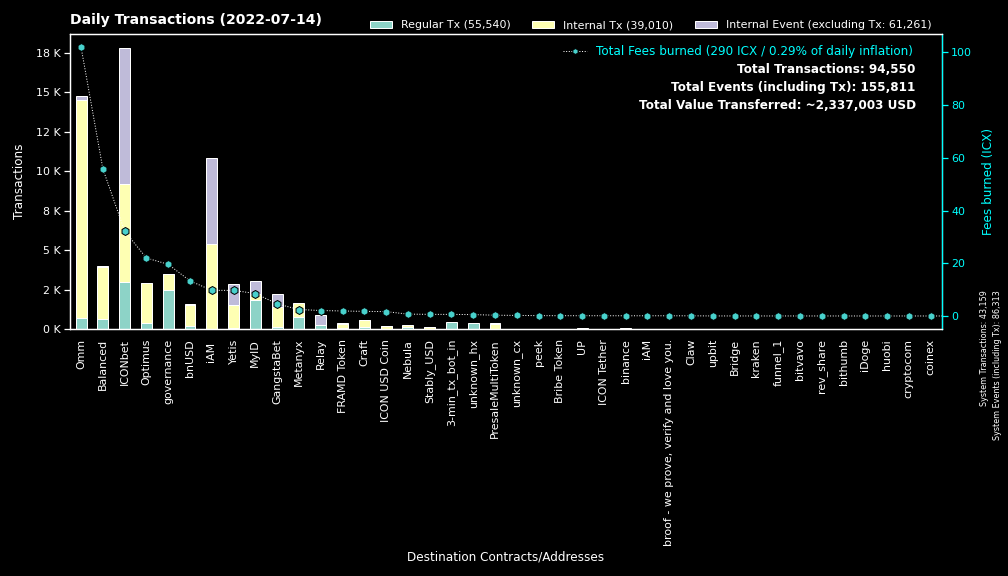 Daily Transactions (2022-07-14)
Regular Tx (55,540)
Internal Tx (39,010)
Internal Event (excluding Tx: 61,261)
Total Fees burned (290 ICX / 0.29% of daily inflation)
Total Transactions: 94,550
Total Events (including Tx): 155,811
Total Value Transferred: ~2,337,003 USD
Transactions
18 K
15 K
12 K
10 K
8 K
5 K
2 K
0 K
Fees burned (ICX)
100
80
60
40
20
0
Omm
Balanced
ICONbet
Optimus
governance
bnUSD
iAM
Yetis
MyID
GangstaBet
Metanyx
Relay
FRAMD Token
Craft
ICON USD Coin
Nebula
Stably_USD
3-min_tx_bot_in
unknown_hx
PresaleMultiToken
unknown_cx
peek
Bribe Token
UP
ICON Tether
binance
iAM
broof - we prove, verify and love you.
Claw
upbit
Bridge
kraken
funnel_1
bitvavo
rev_share
bithumb
iDoge
huobi
cryptocom
coinex
Destination Contracts/Addresses
System Transactions: 43159
System Events (including Tx): 86313